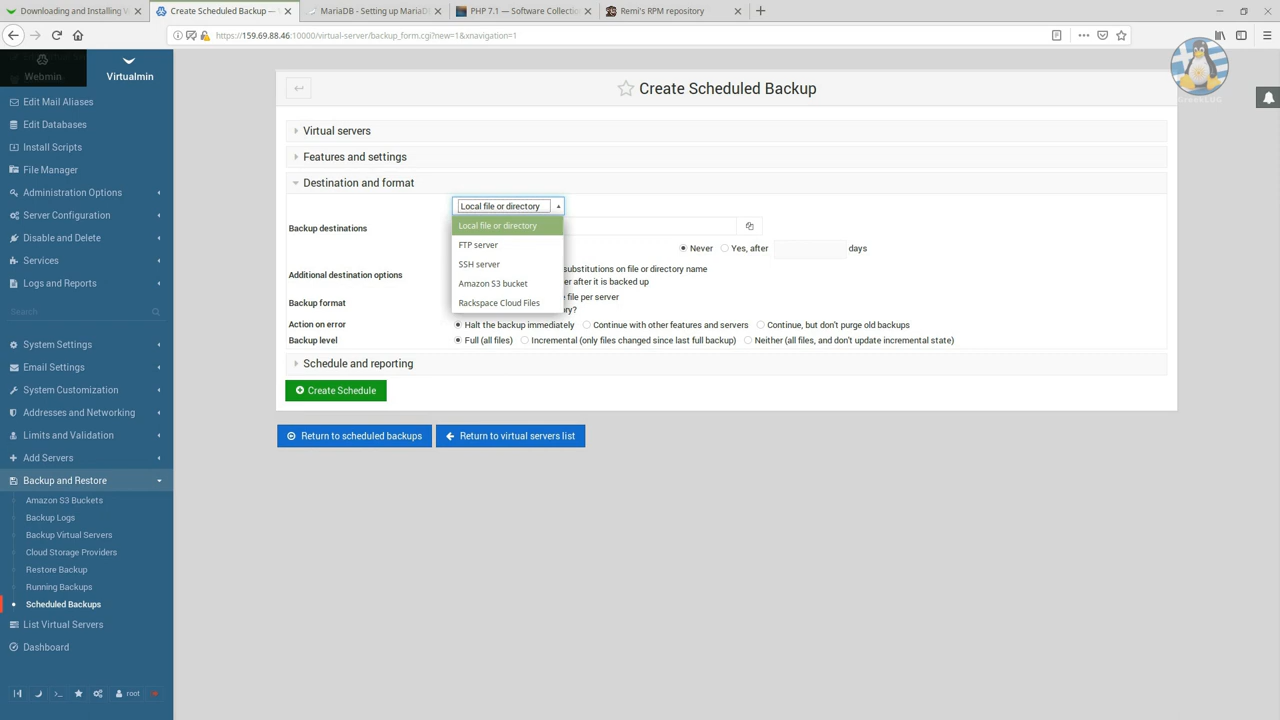 Downloading and Installing V
Create Scheduled Backup —
MariaDB - Setting up MariaDB
PHP 7.1 — Software Collectio
Remi's RPM repository
https://159.69.88.46:10000/virtual-server/backup_form.cgi?new=1&xnavigation=1
Webmin
Virtualmin
Edit Mail Aliases
Edit Databases
Install Scripts
File Manager
Administration Options
Server Configuration
Disable and Delete
Services
Logs and Reports
Search
System Settings
Email Settings
System Customization
Addresses and Networking
Limits and Validation
Add Servers
Backup and Restore
Amazon S3 Buckets
Backup Logs
Backup Virtual Servers
Cloud Storage Providers
Restore Backup
Running Backups
Scheduled Backups
List Virtual Servers
Dashboard
root
Create Scheduled Backup
Virtual servers
Features and settings
Destination and format
Local file or directory
Local file or directory
FTP server
SSH server
Amazon S3 bucket
Rackspace Cloud Files
Backup destinations
Never Yes, after days
Additional destination options
substitutions on file or directory name
after it is backed up
Backup format
file per server
Action on error Halt the backup immediately Continue with other features and servers Continue, but don't purge old backups
Backup level Full (all files) Incremental (only files changed since last full backup) Neither (all files, and don't update incremental state)
Schedule and reporting
Create Schedule
Return to scheduled backups
Return to virtual servers list
GreekLUG